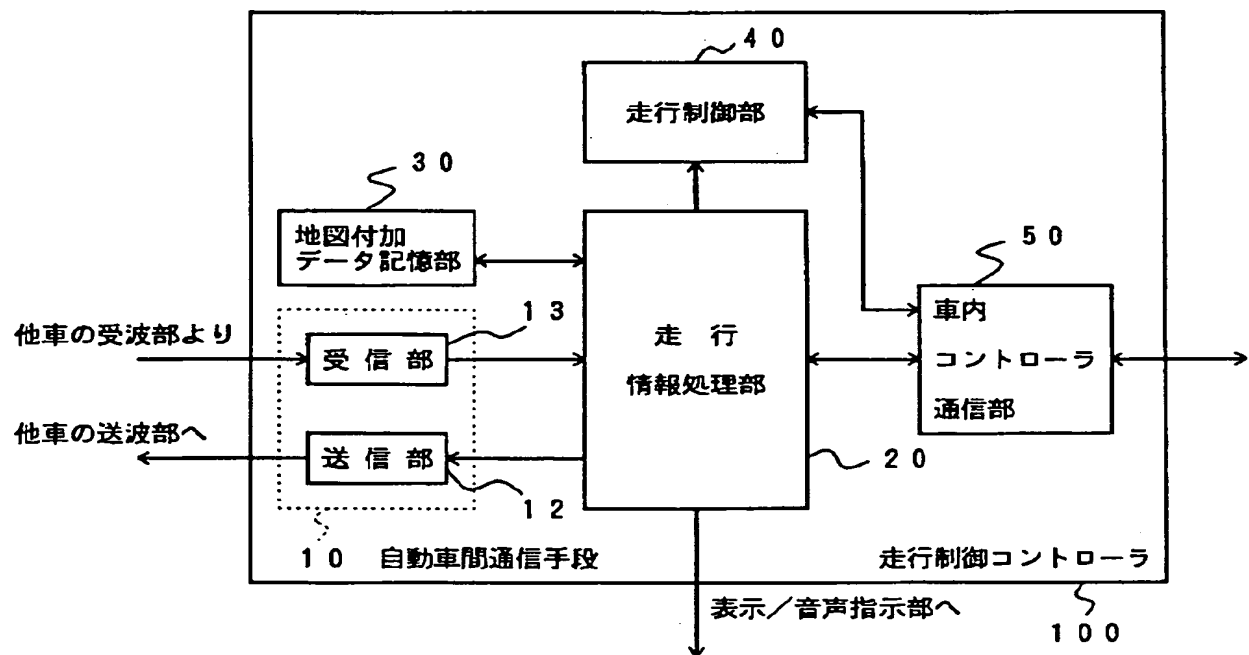 ４０
走行制御部
３０
地図付加
データ記憶部
５０
車内
コントローラ
通信部
他車の受波部より
１３
受信部
走　行
情報処理部
他車の送波部へ
送信部
２０
１２
１０　自動車間通信手段
走行制御コントローラ
表示／音声指示部へ
１００